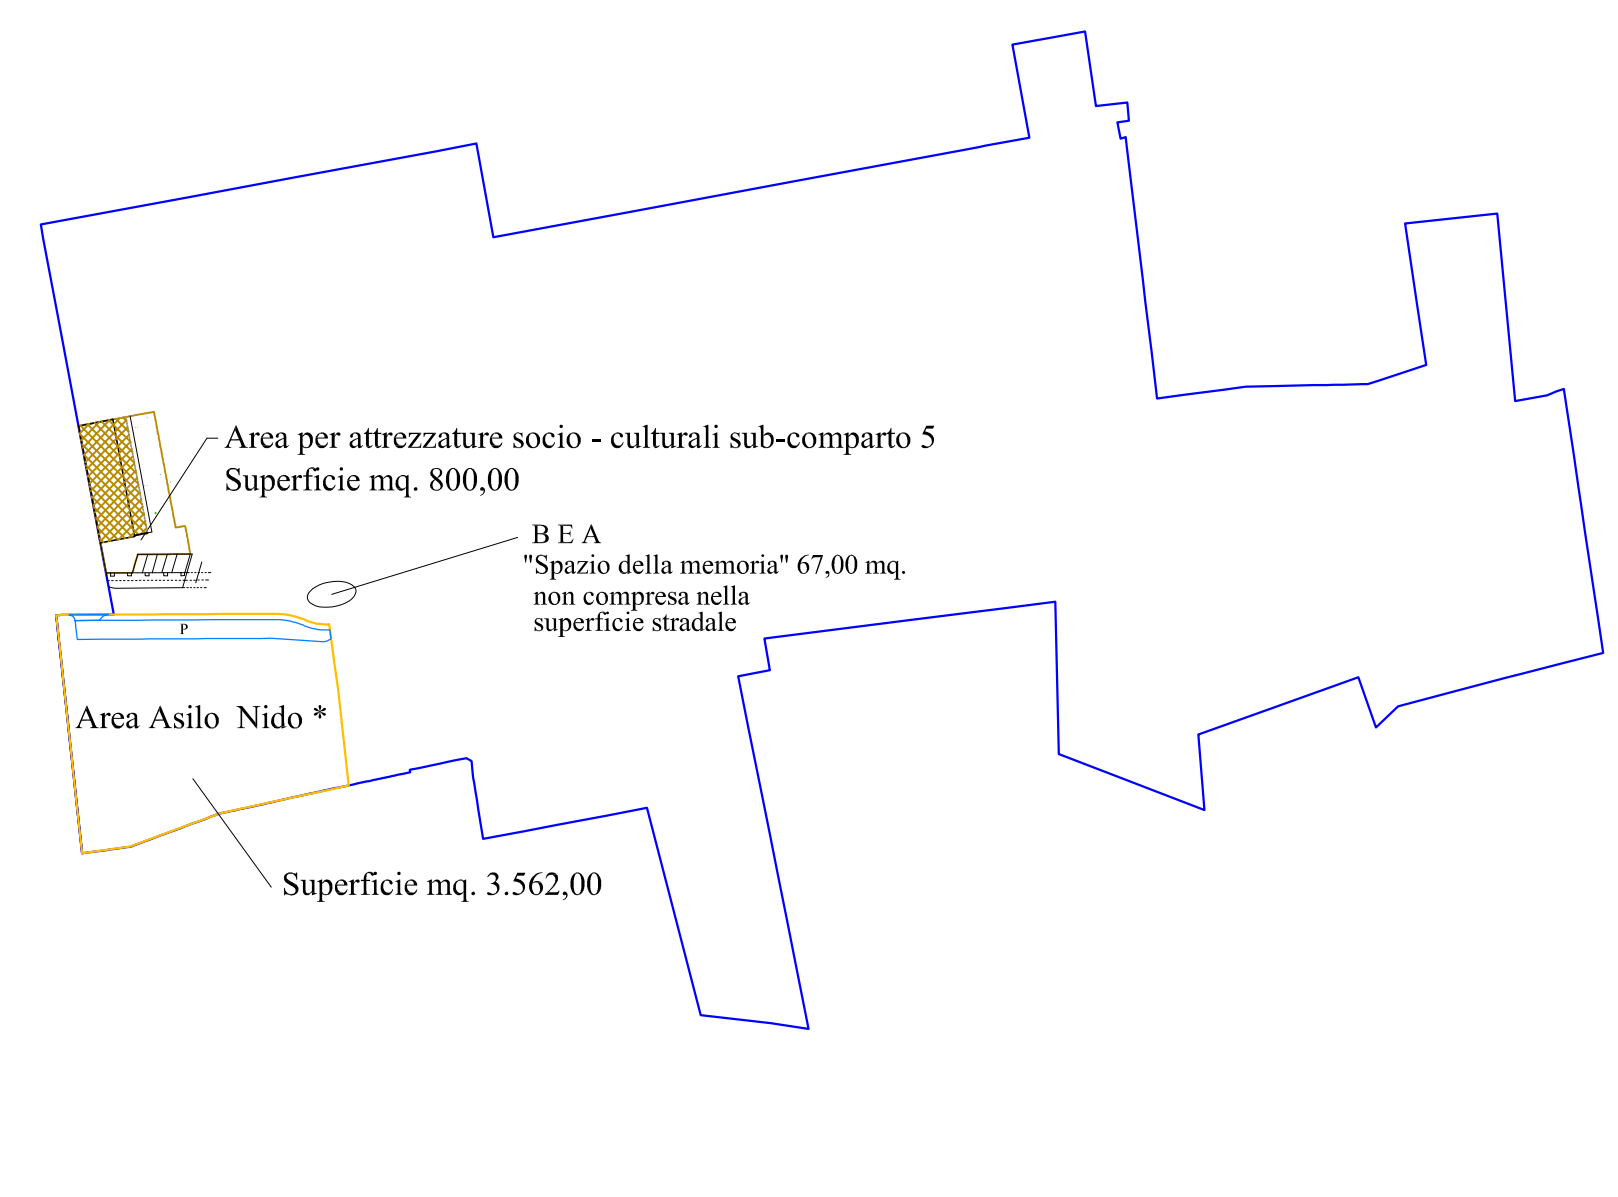 Area per attrezzature socio - culturali sub-comparto 5
Superficie mq. 800,00
B E A
"Spazio della memoria" 67,00 mq.
non compresa nella
superficie stradale
P
Area Asilo  Nido *
Superficie mq. 3.562,00